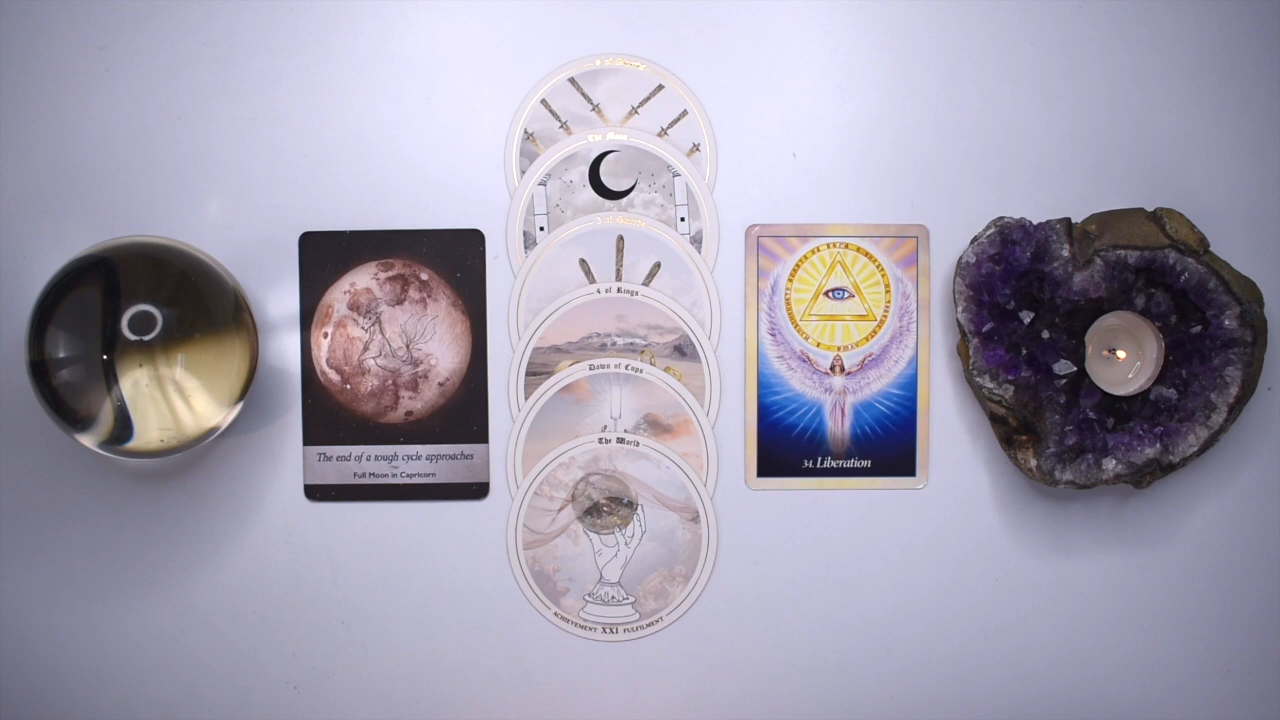 The Moon
4 of Rings
Dawn of Cups
The World
ACHIEVEMENT XXI FULFILMENT
The end of a tough cycle approaches
Full Moon in Capricorn
34. Liberation